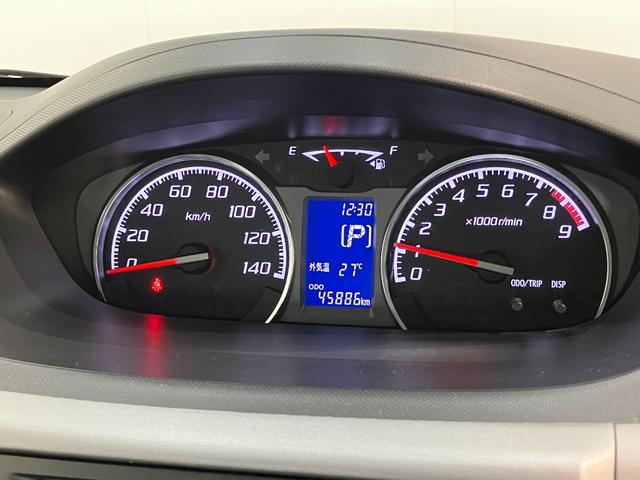 E F
0 20 40 60 80 100 120 140
km/h
12:30
[P]
外気温 27℃
ODO
45886km
0 1 2 3 4 5 6 7 8 9
x1000r/min
ODO/TRIP DISP